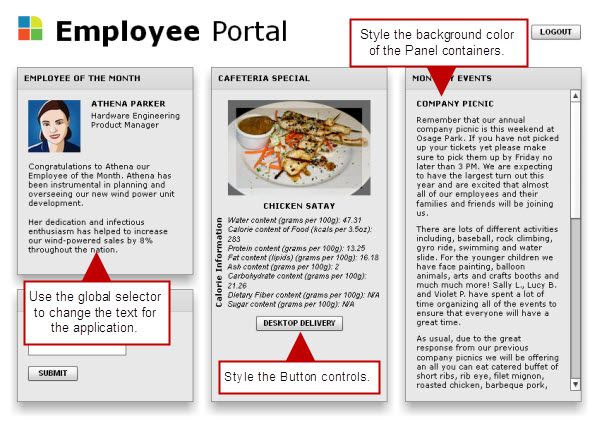 Employee Portal
Style the background color
of the Panel containers.
LOGOUT
EMPLOYEE OF THE MONTH
ATHENA PARKER
Hardware Engineering
Product Manager
Congratulations to Athena our
Employee of the Month. Athena has
been instrumental in planning and
overseeing our new wind power unit
development.
Her dedication and infectious
enthusiasm has helped to increase
our wind-powered sales by 8%
throughout the nation.
Use the global selector
to change the text for
the application.
SUBMIT
CAFETERIA SPECIAL
CHICKEN SATAY
Calorie Information
Water content (grams per 100g): 47.31
Calorie content of Food (kcals per 3.5oz):
283
Protein content (grams per 100g): 13.25
Fat content (lipids) (grams per 100g): 16.18
Ash content (grams per 100g): 2
Carbohydrate content (grams per 100g):
21.26
Dietary Fiber content (grams per 100g): N/A
Sugar content (grams per 100g): N/A
DESKTOP DELIVERY
Style the Button controls.
EVENTS
COMPANY PICNIC
Remember that our annual
company picnic is this weekend at
Osage Park. If you have not picked
up your tickets yet please make
sure to pick them up by Friday no
later than 3 PM. We are expecting
to have the largest turn out this
year and are excited that almost
all of our employees and their
families and friends will be joining
us.
There are lots of different activities
including, baseball, rock climbing,
gyro ride, swimming and water
slide. For the younger children we
have face painting, balloon
animals, arts and crafts booths and
much much more! Sally L., Lucy B.
and Violet P. have spent a lot of
time organizing all of the events to
ensure that everyone will have a
great time.
As usual, due to the great
response from our previous
company picnics we will be offering
an all you can eat catered buffet of
short ribs, rib eye, filet mignon,
roasted chicken, barbeque pork,